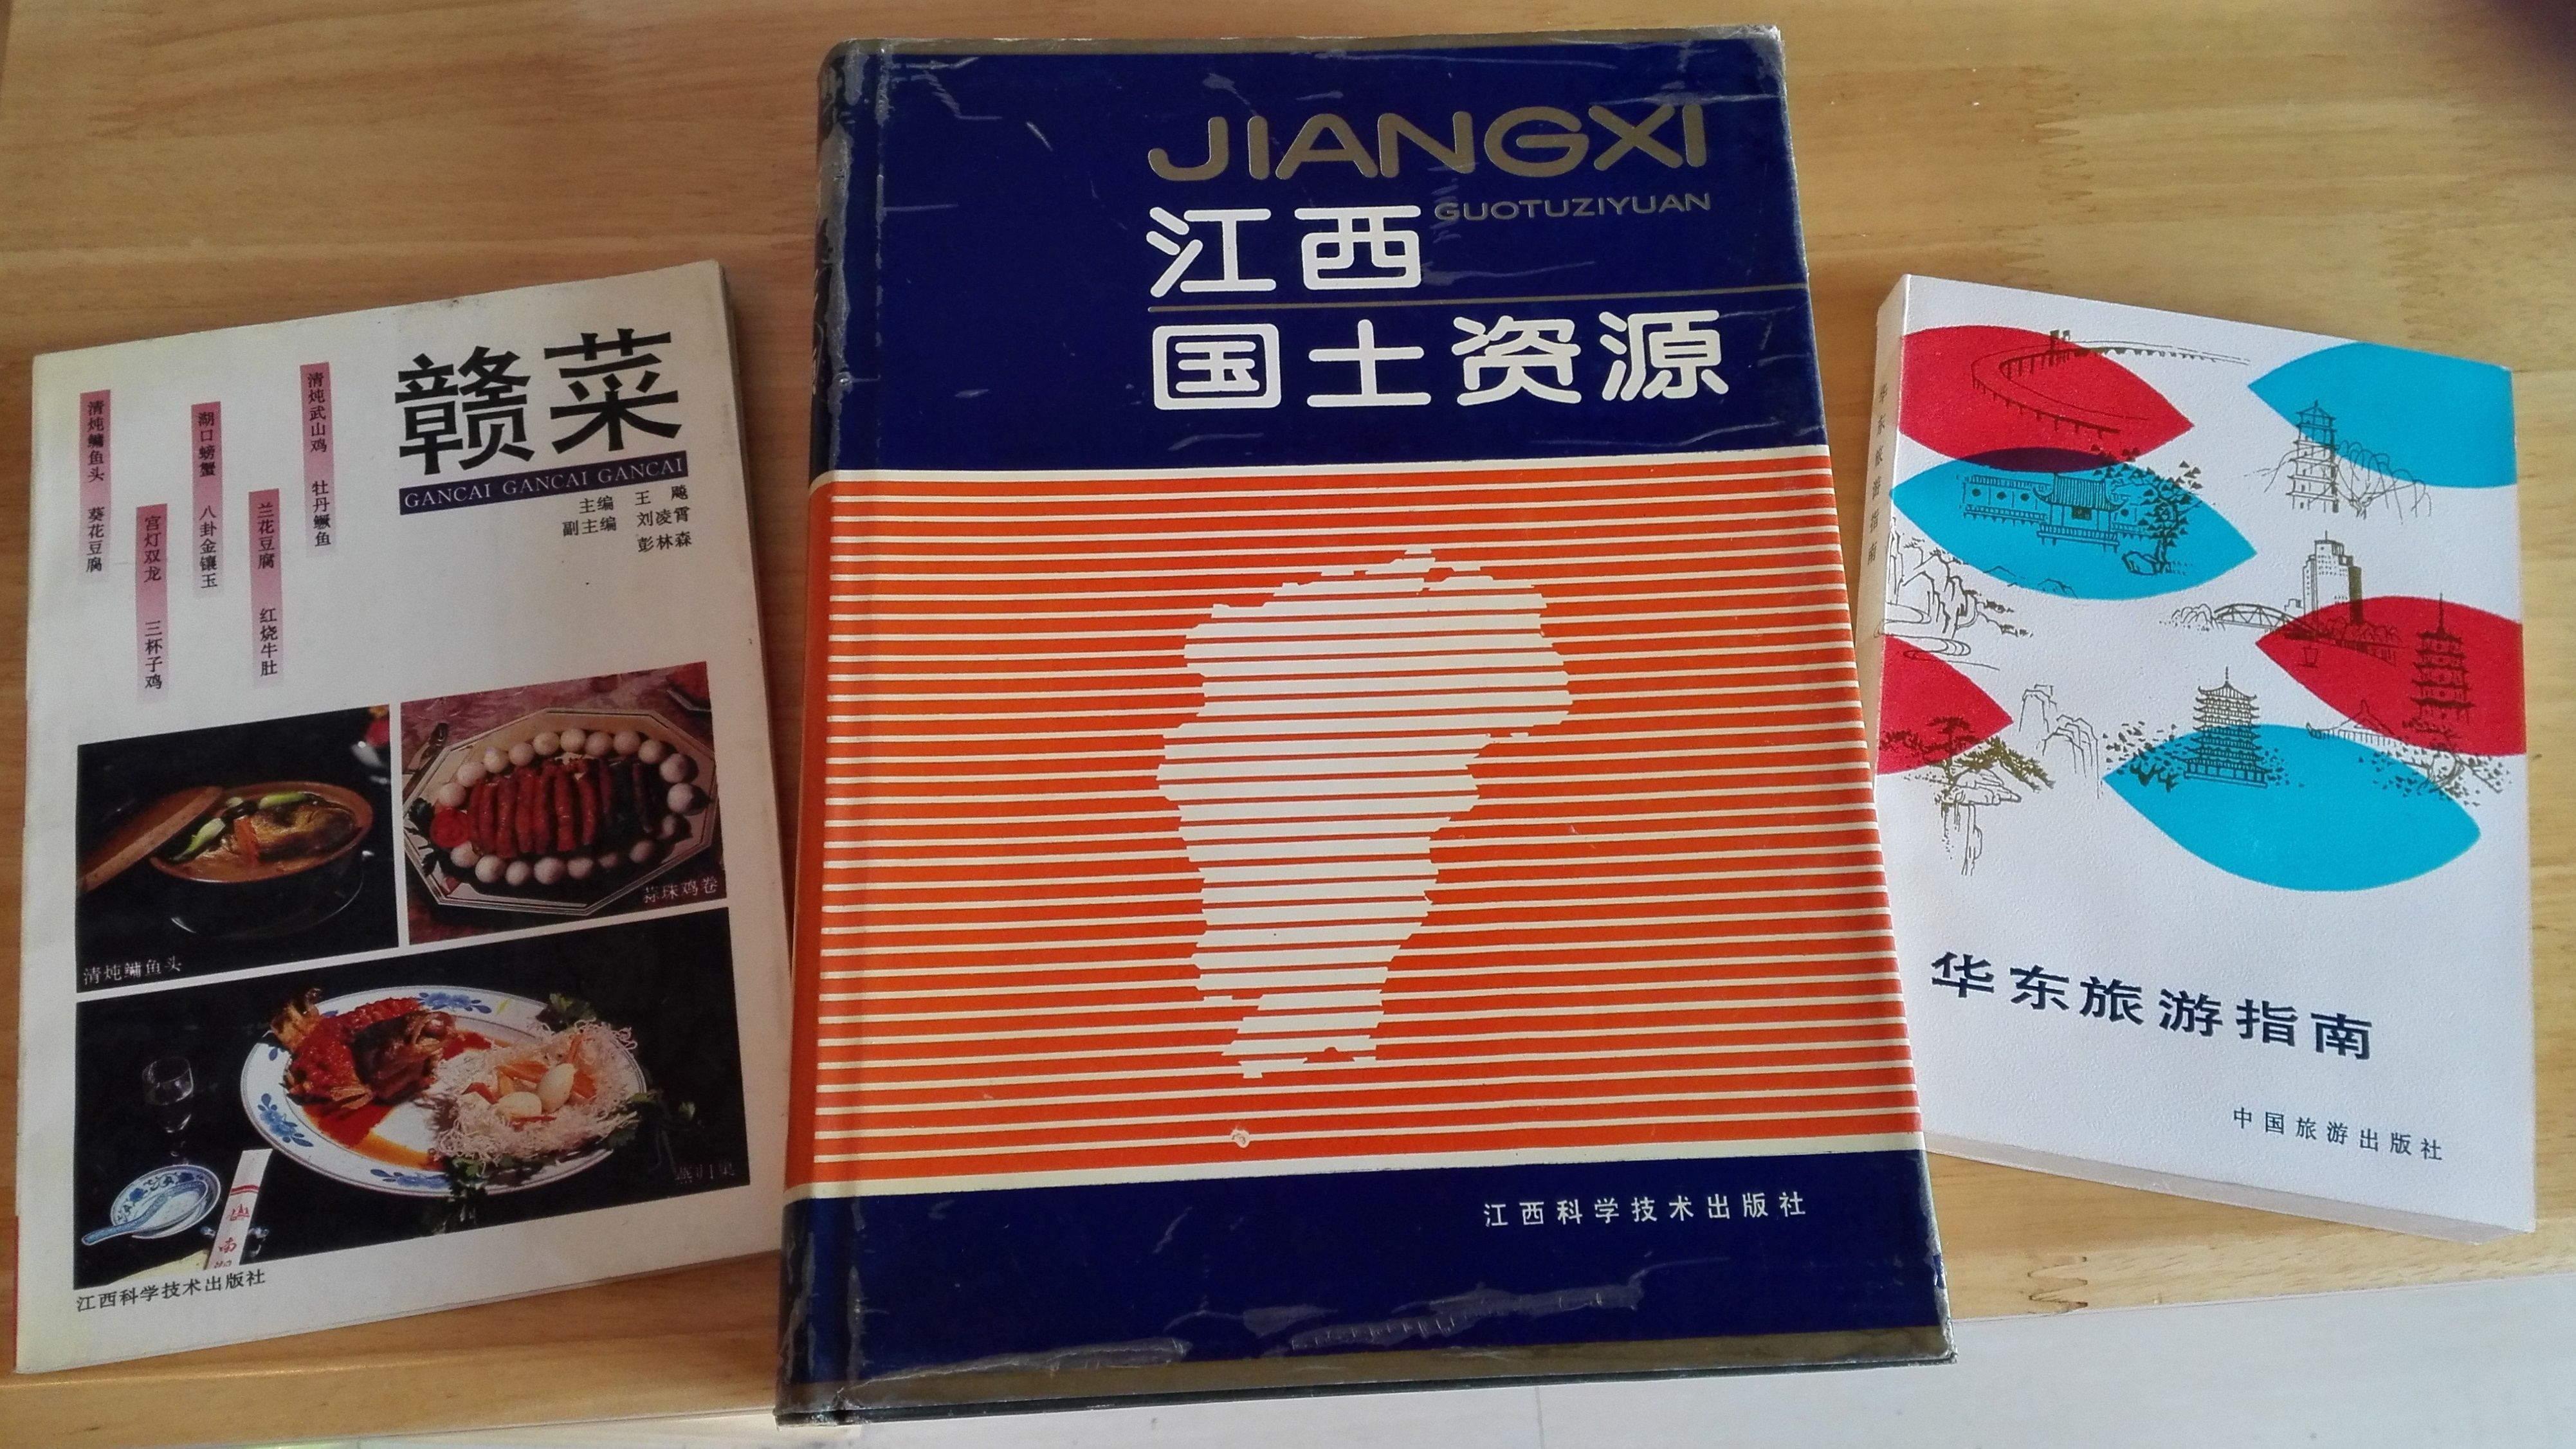 赣菜
GANCAI GANCAI GANCAI
主编 王飚
副主编 刘凌霄
彭林森
清炖鳙鱼头 葵花豆腐
宫灯双龙 三杯子鸡
湖口螃蟹 八卦金镶玉
兰花豆腐 红烧牛肚
清炖武山鸡 牡丹鳜鱼
清炖鳙鱼头
蒜珠鸡卷
燕归巢
南
江西科学技术出版社
JIANGXI
GUOTUZIYUAN
江西
国土资源
江西科学技术出版社
华东旅游指南
华东旅游指南
中国旅游出版社